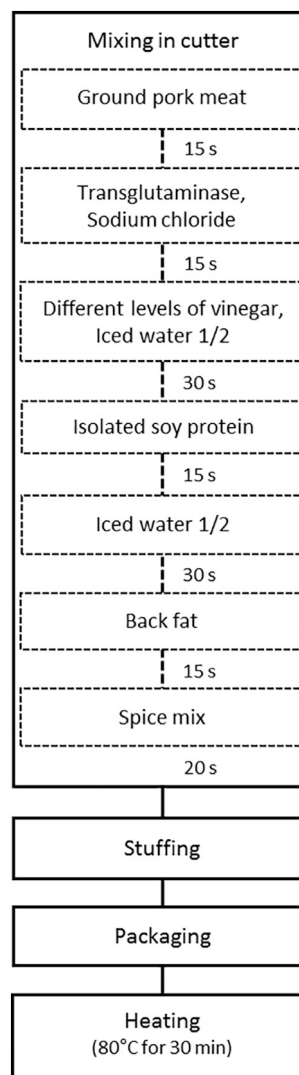 Mixing in cutter
Ground pork meat
15 s
Transglutaminase,
Sodium chloride
15 s
Different levels of vinegar,
Iced water 1/2
30 s
Isolated soy protein
15 s
Iced water 1/2
30 s
Back fat
15 s
Spice mix
20 s
Stuffing
Packaging
Heating
(80°C for 30 min)